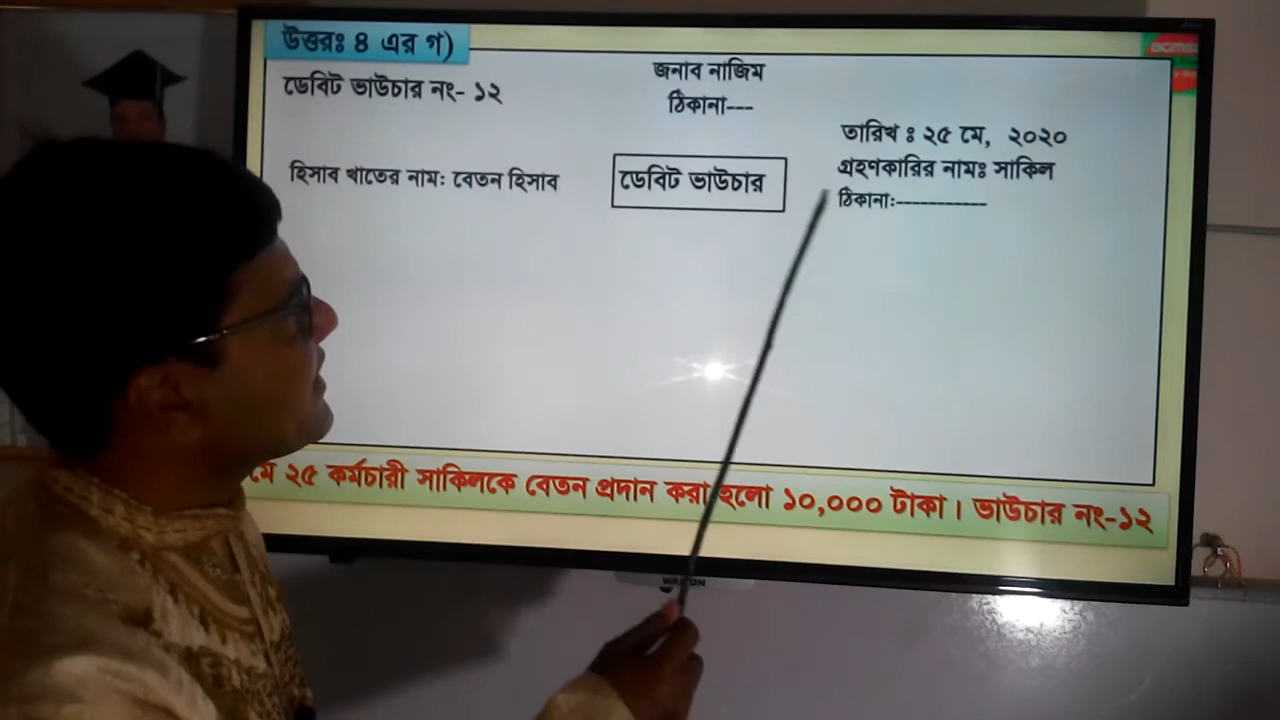 উত্তরঃ ৪ এর গ)
জনাব নাজিম
ডেবিট ভাউচার নং- ১২
ঠিকানা---
তারিখ ঃ ২৫ মে, ২০২০
হিসাব খাতের নাম: বেতন হিসাব
ডেবিট ভাউচার
গ্রহণকারির নামঃ সাকিল
ঠিকানা:-----------
মে ২৫ কর্মচারী সাকিলকে বেতন প্রদান করা হলো ১০,০০০ টাকা। ভাউচার নং-১২
WALTON